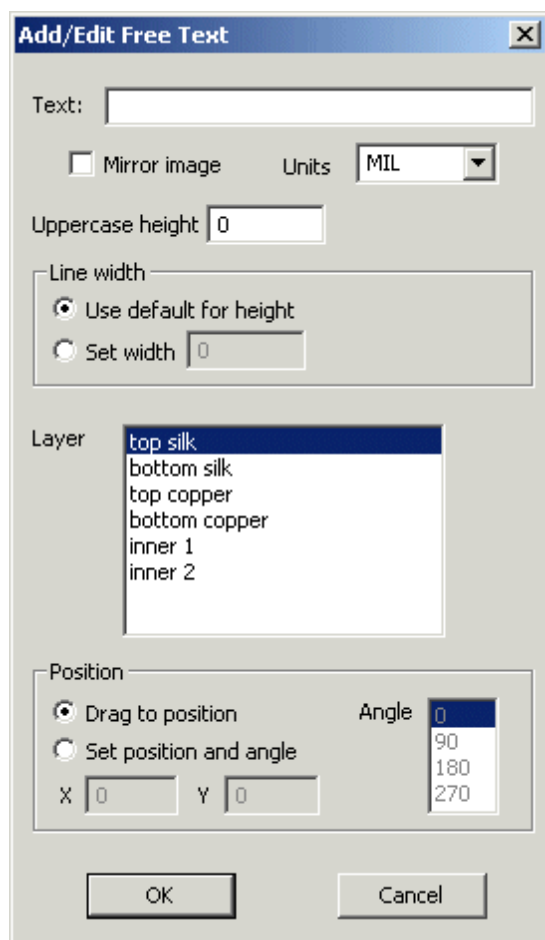 Add/Edit Free Text
Text:
Mirror image Units MIL
Uppercase height 0
Line width
Use default for height
Set width 0
Layer
top silk
bottom silk
top copper
bottom copper
inner 1
inner 2
Position
Drag to position
Set position and angle
X 0 Y 0
Angle
0
90
180
270
OK Cancel